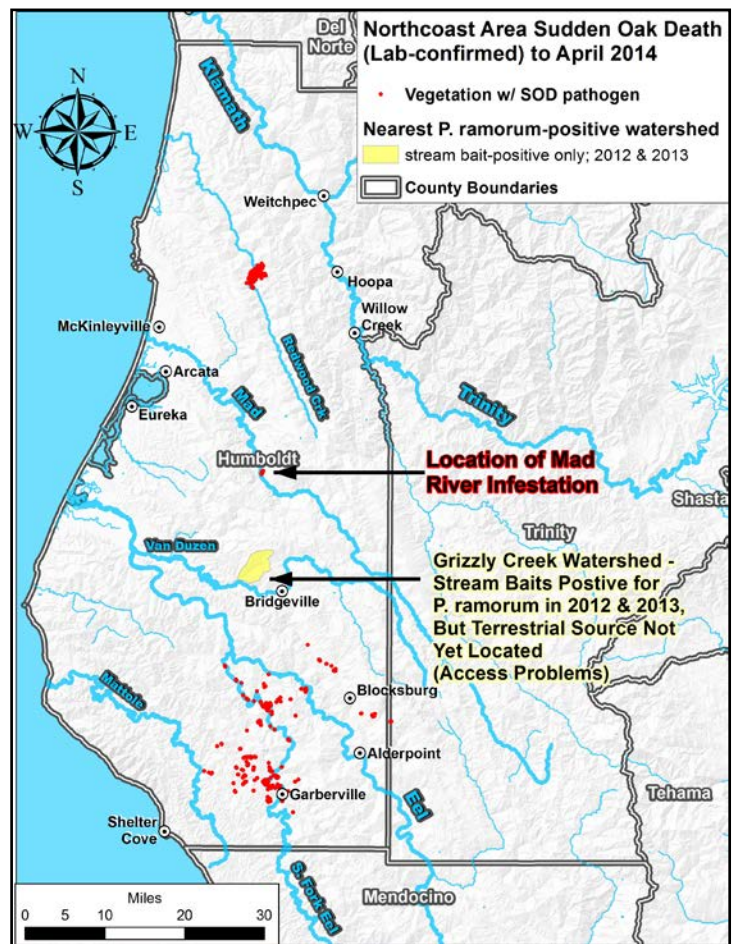 Northcoast Area Sudden Oak Death
(Lab-confirmed) to April 2014
Vegetation w/ SOD pathogen
Nearest P. ramorum-positive watershed
stream bait-positive only; 2012 & 2013
County Boundaries
Del
Norte
N
W
E
S
Klamath
Weitchpec
Hoopa
Willow
Creek
McKinleyville
Redwood Crk
Arcata
Mad
Trinity
Eureka
Humboldt
Location of Mad
River Infestation
Shasta
Trinity
Van Duzen
Grizzly Creek Watershed -
Stream Baits Postive for
P. ramorum in 2012 & 2013,
But Terrestrial Source Not
Yet Located
(Access Problems)
Bridgeville
Mattole
Blocksburg
Alderpoint
Garberville
Tehama
Shelter
Cove
Eel
S. Fork Eel
Mendocino
Miles
0 5 10 20 30